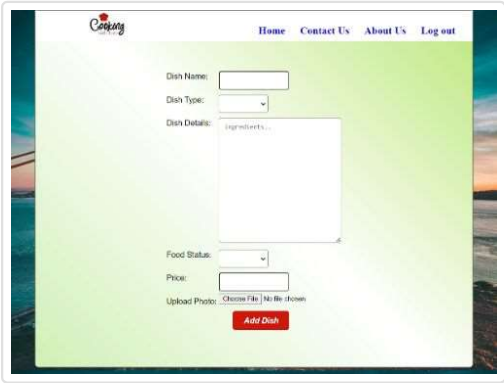 Cooking
Home Contact Us About Us Log out
Dish Name:
Dish Type:
Dish Details:
ingredients..
Food Status:
Price:
Upload Photo: Choose File No file chosen
Add Dish